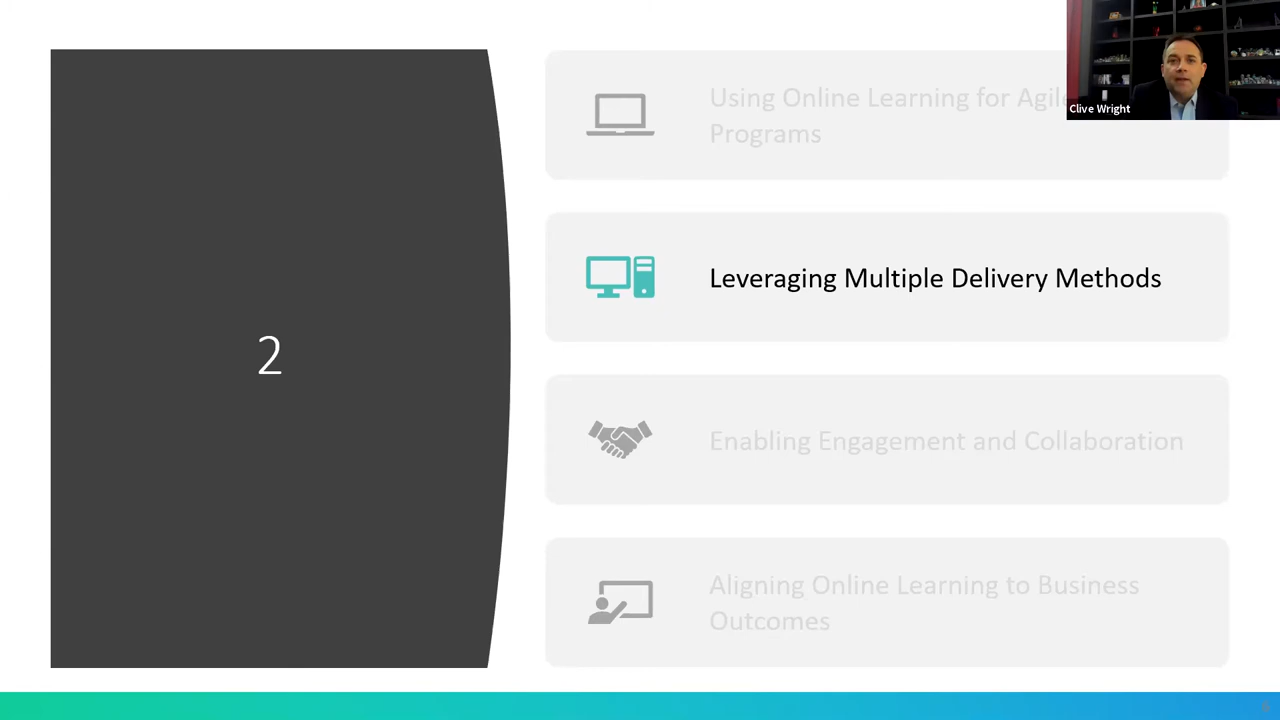 2
Using Online Learning for Agile
Programs
Clive Wright
Leveraging Multiple Delivery Methods
Enabling Engagement and Collaboration
Aligning Online Learning to Business
Outcomes